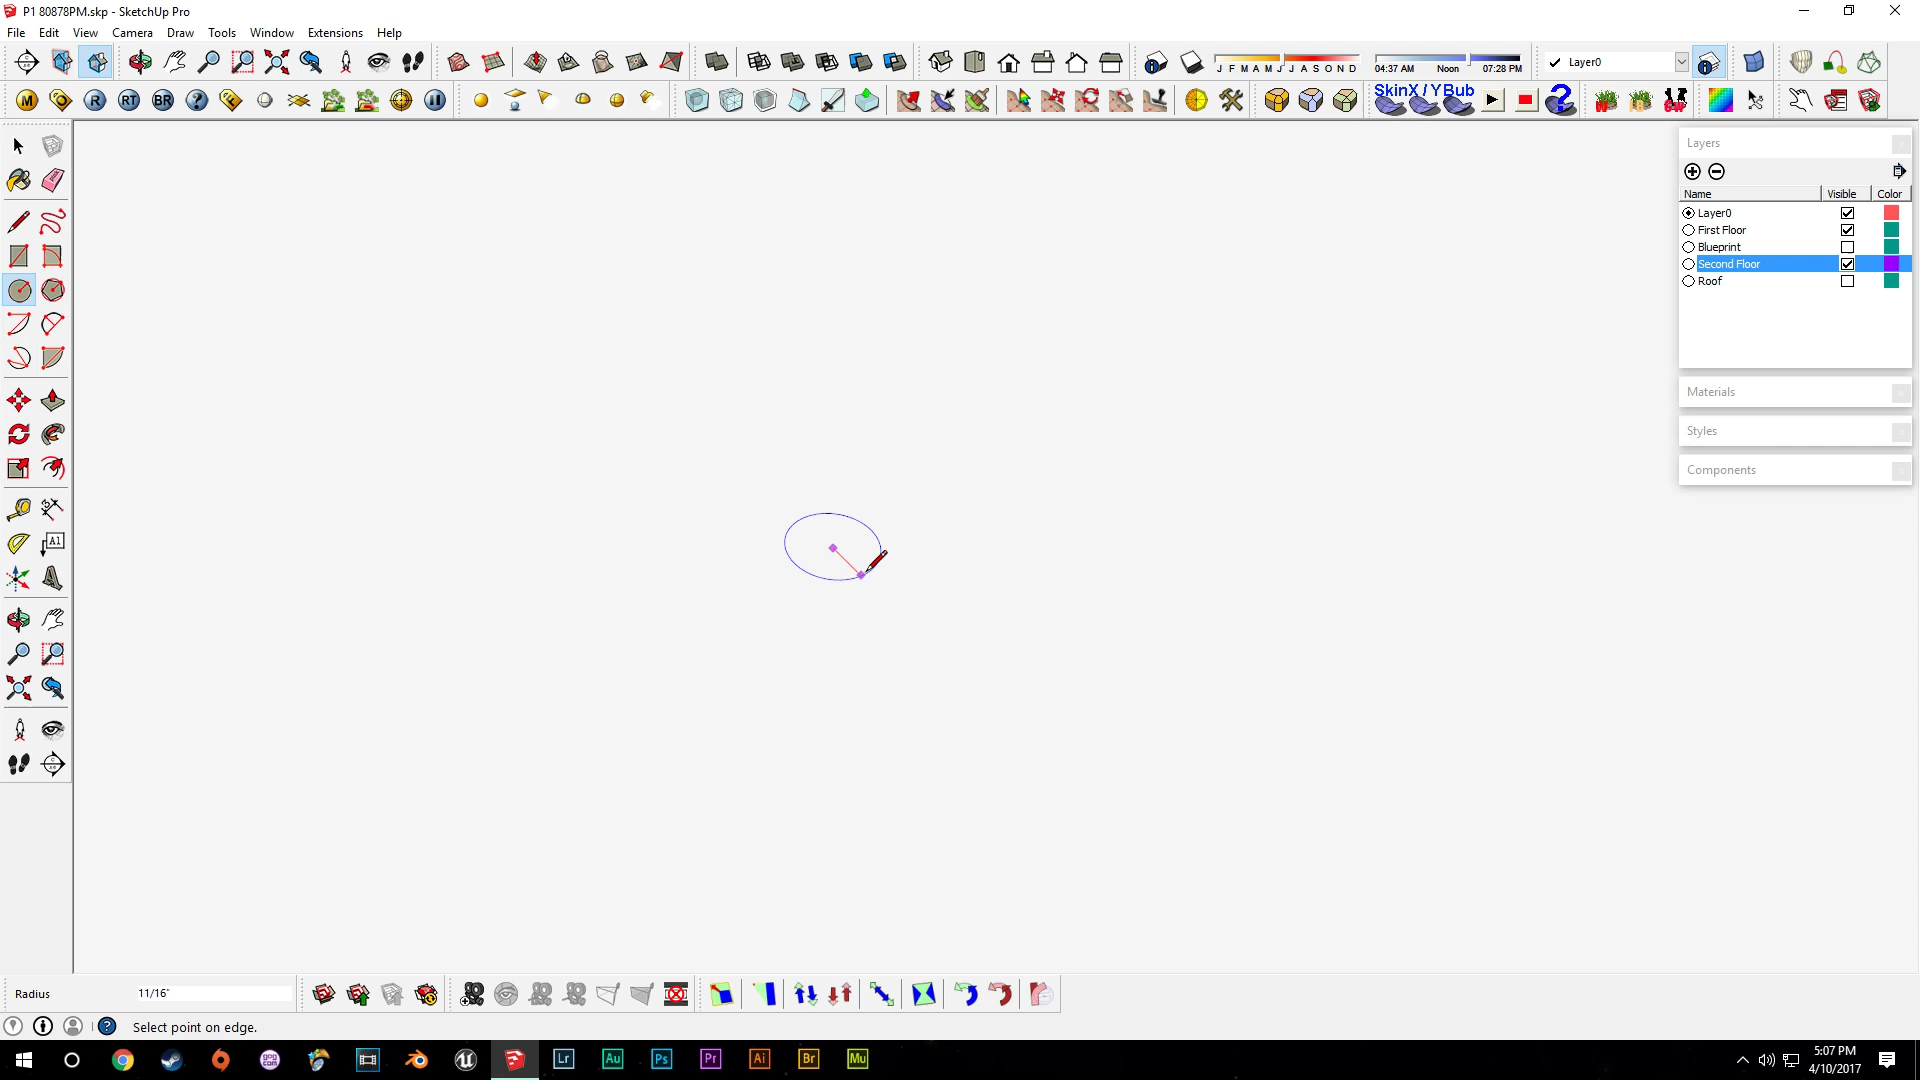 P1 80878PM.skp - SketchUp Pro
File Edit View Camera Draw Tools Window Extensions Help
J F M A M J J A S O N D
04:37 AM Noon 07:28 PM
Layer0
M O R RT BR ? F
SkinX / YBub
?
Layers
Name Visible Color
Layer0
First Floor
Blueprint
Second Floor
Roof
Materials
Styles
Components
A1
Radius 11/16"
Select point on edge.
gog.com
Lr Au Ps Pr Ai Br Mu
5:07 PM
4/10/2017